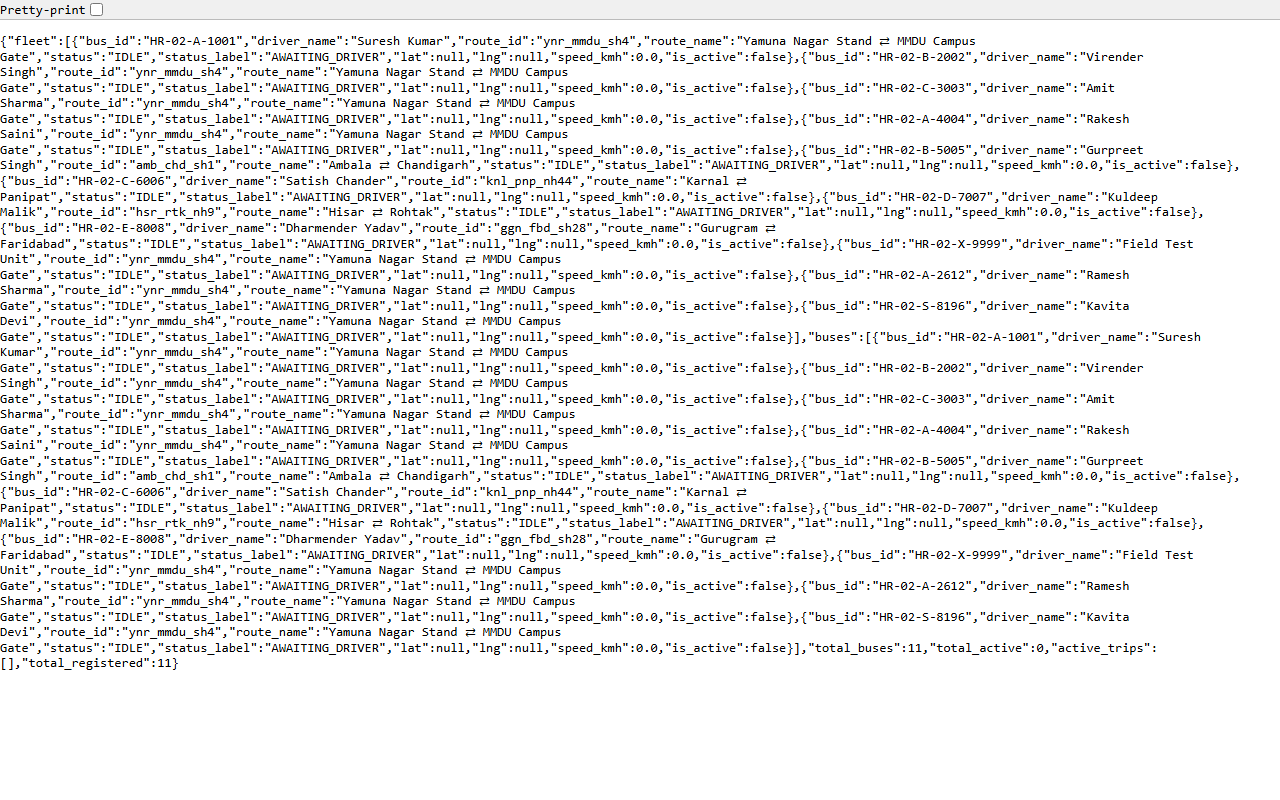 Pretty-print
{"fleet":[{"bus_id":"HR-02-A-1001","driver_name":"Suresh Kumar","route_id":"ynr_mmdu_sh4","route_name":"Yamuna Nagar Stand ⇄ MMDU Campus
Gate","status":"IDLE","status_label":"AWAITING_DRIVER","lat":null,"lng":null,"speed_kmh":0.0,"is_active":false},{"bus_id":"HR-02-B-2002","driver_name":"Virender
Singh","route_id":"ynr_mmdu_sh4","route_name":"Yamuna Nagar Stand ⇄ MMDU Campus
Gate","status":"IDLE","status_label":"AWAITING_DRIVER","lat":null,"lng":null,"speed_kmh":0.0,"is_active":false},{"bus_id":"HR-02-C-3003","driver_name":"Amit
Sharma","route_id":"ynr_mmdu_sh4","route_name":"Yamuna Nagar Stand ⇄ MMDU Campus
Gate","status":"IDLE","status_label":"AWAITING_DRIVER","lat":null,"lng":null,"speed_kmh":0.0,"is_active":false},{"bus_id":"HR-02-A-4004","driver_name":"Rakesh
Saini","route_id":"ynr_mmdu_sh4","route_name":"Yamuna Nagar Stand ⇄ MMDU Campus
Gate","status":"IDLE","status_label":"AWAITING_DRIVER","lat":null,"lng":null,"speed_kmh":0.0,"is_active":false},{"bus_id":"HR-02-B-5005","driver_name":"Gurpreet
Singh","route_id":"amb_chd_sh1","route_name":"Ambala ⇄ Chandigarh","status":"IDLE","status_label":"AWAITING_DRIVER","lat":null,"lng":null,"speed_kmh":0.0,"is_active":false},
{"bus_id":"HR-02-C-6006","driver_name":"Satish Chander","route_id":"knl_pnp_nh44","route_name":"Karnal ⇄
Panipat","status":"IDLE","status_label":"AWAITING_DRIVER","lat":null,"lng":null,"speed_kmh":0.0,"is_active":false},{"bus_id":"HR-02-D-7007","driver_name":"Kuldeep
Malik","route_id":"hsr_rtk_nh9","route_name":"Hisar ⇄ Rohtak","status":"IDLE","status_label":"AWAITING_DRIVER","lat":null,"lng":null,"speed_kmh":0.0,"is_active":false},
{"bus_id":"HR-02-E-8008","driver_name":"Dharmender Yadav","route_id":"ggn_fbd_sh28","route_name":"Gurugram ⇄
Faridabad","status":"IDLE","status_label":"AWAITING_DRIVER","lat":null,"lng":null,"speed_kmh":0.0,"is_active":false},{"bus_id":"HR-02-X-9999","driver_name":"Field Test
Unit","route_id":"ynr_mmdu_sh4","route_name":"Yamuna Nagar Stand ⇄ MMDU Campus
Gate","status":"IDLE","status_label":"AWAITING_DRIVER","lat":null,"lng":null,"speed_kmh":0.0,"is_active":false},{"bus_id":"HR-02-A-2612","driver_name":"Ramesh
Sharma","route_id":"ynr_mmdu_sh4","route_name":"Yamuna Nagar Stand ⇄ MMDU Campus
Gate","status":"IDLE","status_label":"AWAITING_DRIVER","lat":null,"lng":null,"speed_kmh":0.0,"is_active":false},{"bus_id":"HR-02-S-8196","driver_name":"Kavita
Devi","route_id":"ynr_mmdu_sh4","route_name":"Yamuna Nagar Stand ⇄ MMDU Campus
Gate","status":"IDLE","status_label":"AWAITING_DRIVER","lat":null,"lng":null,"speed_kmh":0.0,"is_active":false}],"buses":[{"bus_id":"HR-02-A-1001","driver_name":"Suresh
Kumar","route_id":"ynr_mmdu_sh4","route_name":"Yamuna Nagar Stand ⇄ MMDU Campus
Gate","status":"IDLE","status_label":"AWAITING_DRIVER","lat":null,"lng":null,"speed_kmh":0.0,"is_active":false},{"bus_id":"HR-02-B-2002","driver_name":"Virender
Singh","route_id":"ynr_mmdu_sh4","route_name":"Yamuna Nagar Stand ⇄ MMDU Campus
Gate","status":"IDLE","status_label":"AWAITING_DRIVER","lat":null,"lng":null,"speed_kmh":0.0,"is_active":false},{"bus_id":"HR-02-C-3003","driver_name":"Amit
Sharma","route_id":"ynr_mmdu_sh4","route_name":"Yamuna Nagar Stand ⇄ MMDU Campus
Gate","status":"IDLE","status_label":"AWAITING_DRIVER","lat":null,"lng":null,"speed_kmh":0.0,"is_active":false},{"bus_id":"HR-02-A-4004","driver_name":"Rakesh
Saini","route_id":"ynr_mmdu_sh4","route_name":"Yamuna Nagar Stand ⇄ MMDU Campus
Gate","status":"IDLE","status_label":"AWAITING_DRIVER","lat":null,"lng":null,"speed_kmh":0.0,"is_active":false},{"bus_id":"HR-02-B-5005","driver_name":"Gurpreet
Singh","route_id":"amb_chd_sh1","route_name":"Ambala ⇄ Chandigarh","status":"IDLE","status_label":"AWAITING_DRIVER","lat":null,"lng":null,"speed_kmh":0.0,"is_active":false},
{"bus_id":"HR-02-C-6006","driver_name":"Satish Chander","route_id":"knl_pnp_nh44","route_name":"Karnal ⇄
Panipat","status":"IDLE","status_label":"AWAITING_DRIVER","lat":null,"lng":null,"speed_kmh":0.0,"is_active":false},{"bus_id":"HR-02-D-7007","driver_name":"Kuldeep
Malik","route_id":"hsr_rtk_nh9","route_name":"Hisar ⇄ Rohtak","status":"IDLE","status_label":"AWAITING_DRIVER","lat":null,"lng":null,"speed_kmh":0.0,"is_active":false},
{"bus_id":"HR-02-E-8008","driver_name":"Dharmender Yadav","route_id":"ggn_fbd_sh28","route_name":"Gurugram ⇄
Faridabad","status":"IDLE","status_label":"AWAITING_DRIVER","lat":null,"lng":null,"speed_kmh":0.0,"is_active":false},{"bus_id":"HR-02-X-9999","driver_name":"Field Test
Unit","route_id":"ynr_mmdu_sh4","route_name":"Yamuna Nagar Stand ⇄ MMDU Campus
Gate","status":"IDLE","status_label":"AWAITING_DRIVER","lat":null,"lng":null,"speed_kmh":0.0,"is_active":false},{"bus_id":"HR-02-A-2612","driver_name":"Ramesh
Sharma","route_id":"ynr_mmdu_sh4","route_name":"Yamuna Nagar Stand ⇄ MMDU Campus
Gate","status":"IDLE","status_label":"AWAITING_DRIVER","lat":null,"lng":null,"speed_kmh":0.0,"is_active":false},{"bus_id":"HR-02-S-8196","driver_name":"Kavita
Devi","route_id":"ynr_mmdu_sh4","route_name":"Yamuna Nagar Stand ⇄ MMDU Campus
Gate","status":"IDLE","status_label":"AWAITING_DRIVER","lat":null,"lng":null,"speed_kmh":0.0,"is_active":false}],"total_buses":11,"total_active":0,"active_trips":
[],"total_registered":11}